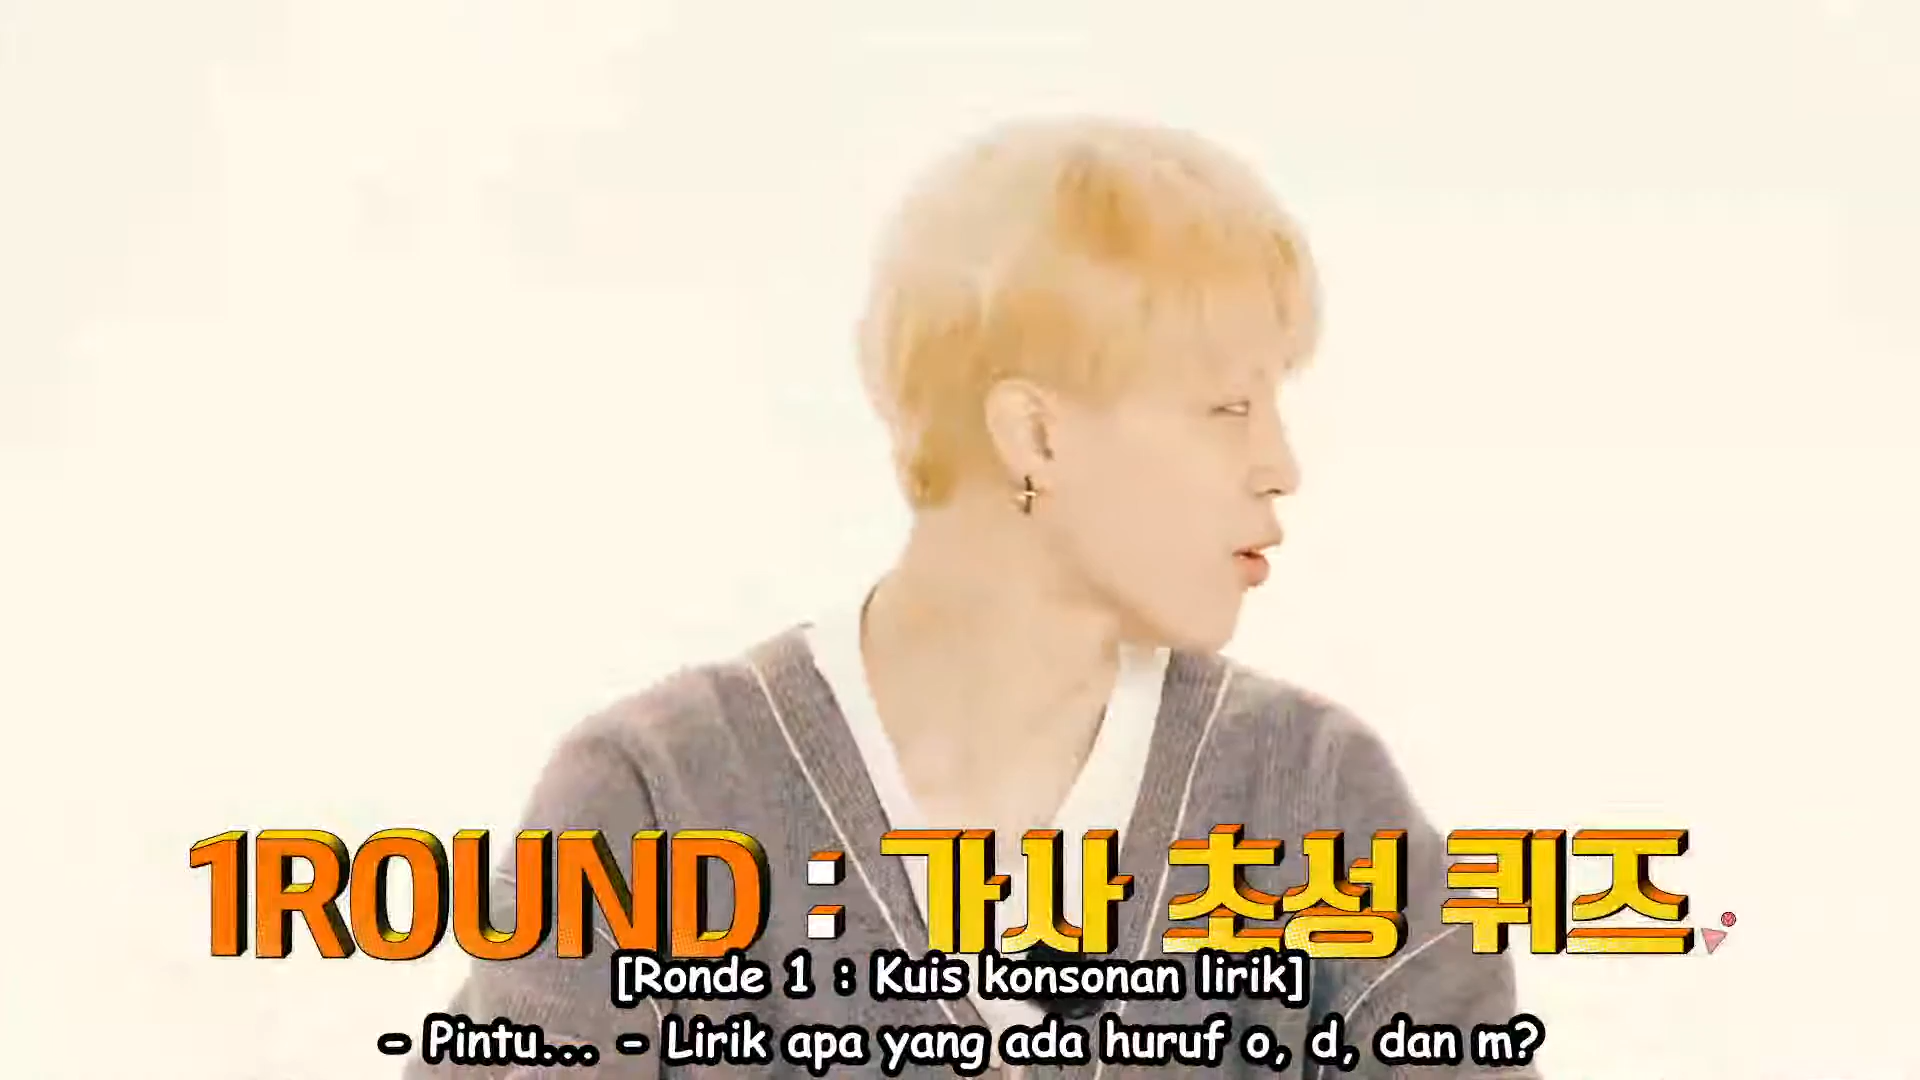 1ROUND : 가사 초성 퀴즈
[Ronde 1 : Kuis konsonan lirik]
- Pintu... - Lirik apa yang ada huruf o, d, dan m?